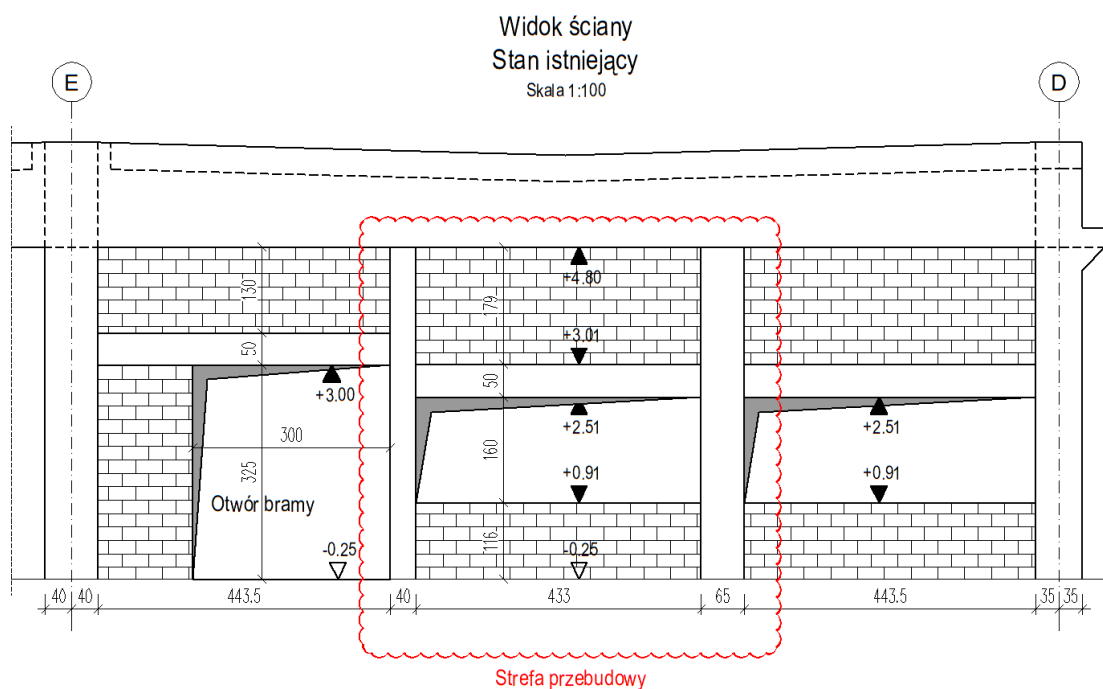 Widok ściany
Stan istniejący
Skala 1:100
E
D
130
50
325
300
+3.00
Otwór bramy
-0.25
179
50
160
116
+4.80
+3.01
+2.51
+0.91
-0.25
+2.51
+0.91
40 40 443.5 40 433 65 443.5 35 35
Strefa przebudowy